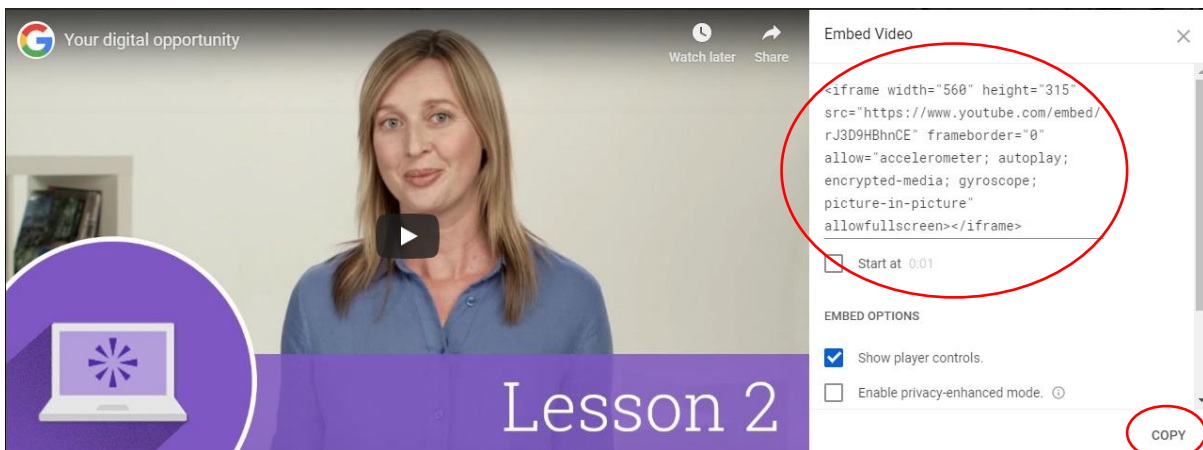 Your digital opportunity
Watch later
Share
Lesson 2
Embed Video
<iframe width="560" height="315"
src="https://www.youtube.com/embed/
rJ3D9HBhnCE" frameborder="0"
allow="accelerometer; autoplay;
encrypted-media; gyroscope;
picture-in-picture"
allowfullscreen></iframe>
Start at 0:01
EMBED OPTIONS
Show player controls.
Enable privacy-enhanced mode.
COPY